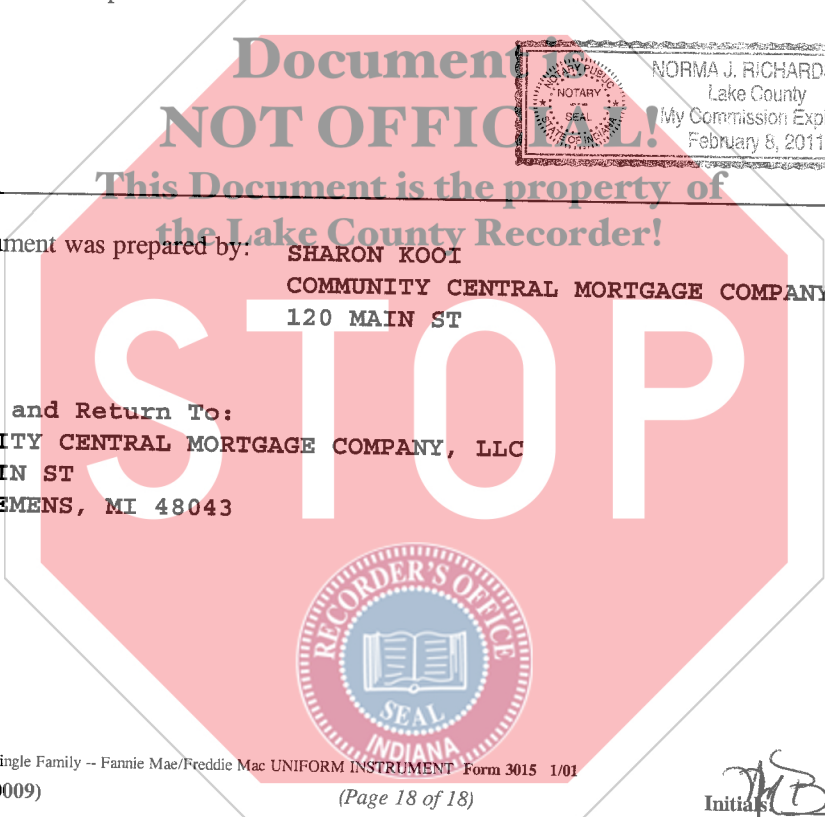 Document is
NOT OFFICIAL!
This Document is the property of
the Lake County Recorder!
NOTARY PUBLIC
NOTARY
SEAL
STATE OF INDIANA
NORMA J. RICHARD
Lake County
My Commission Exp
February 8, 2011
ument was prepared by: SHARON KOOI
COMMUNITY CENTRAL MORTGAGE COMPANY
120 MAIN ST
STOP
and Return To:
ITY CENTRAL MORTGAGE COMPANY, LLC
IN ST
EMENS, MI 48043
RECORDER'S OFFICE
SEAL
INDIANA
ingle Family -- Fannie Mae/Freddie Mac UNIFORM INSTRUMENT Form 3015 1/01
0009)
(Page 18 of 18)
Initials: